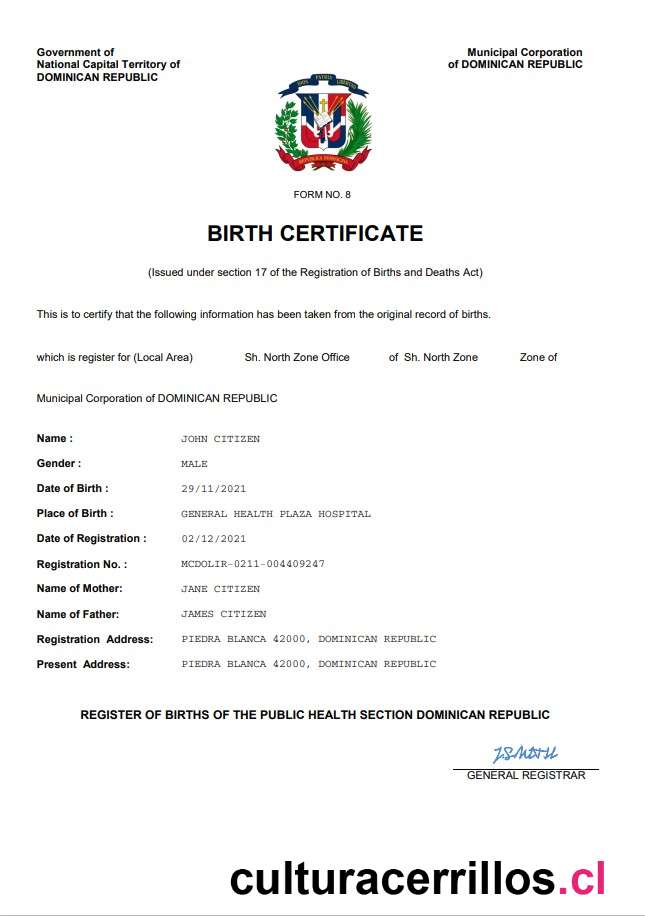 Government of
National Capital Territory of
DOMINICAN REPUBLIC
Municipal Corporation
of DOMINICAN REPUBLIC
DIOS PATRIA LIBERTAD
REPUBLICA DOMINICANA
FORM NO. 8
BIRTH CERTIFICATE
(Issued under section 17 of the Registration of Births and Deaths Act)
This is to certify that the following information has been taken from the original record of births.
which is register for (Local Area) Sh. North Zone Office of Sh. North Zone Zone of
Municipal Corporation of DOMINICAN REPUBLIC
Name : JOHN CITIZEN
Gender : MALE
Date of Birth : 29/11/2021
Place of Birth : GENERAL HEALTH PLAZA HOSPITAL
Date of Registration : 02/12/2021
Registration No. : MCDOLIR-0211-004409247
Name of Mother: JANE CITIZEN
Name of Father: JAMES CITIZEN
Registration Address: PIEDRA BLANCA 42000, DOMINICAN REPUBLIC
Present Address: PIEDRA BLANCA 42000, DOMINICAN REPUBLIC
REGISTER OF BIRTHS OF THE PUBLIC HEALTH SECTION DOMINICAN REPUBLIC
GENERAL REGISTRAR
culturacerrillos.cl